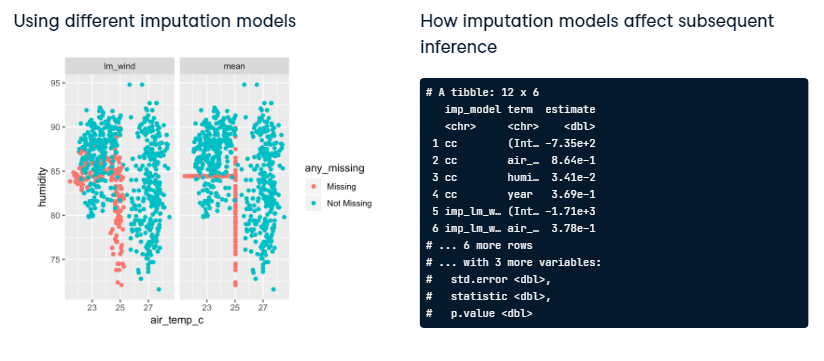 Using different imputation models
lm_wind
mean
95
90
85
80
75
humidity
23
25
27
23
25
27
air_temp_c
any_missing
Missing
Not Missing
How imputation models affect subsequent
inference
# A tibble: 12 x 6
imp_model term estimate
<chr> <chr> <dbl>
1 cc (Int… -7.35e+2
2 cc air_… 8.64e-1
3 cc humi… 3.41e-2
4 cc year 3.69e-1
5 imp_lm_w… (Int… -1.71e+3
6 imp_lm_w… air_… 3.78e-1
# ... 6 more rows
# ... with 3 more variables:
# std.error <dbl>,
# statistic <dbl>,
# p.value <dbl>